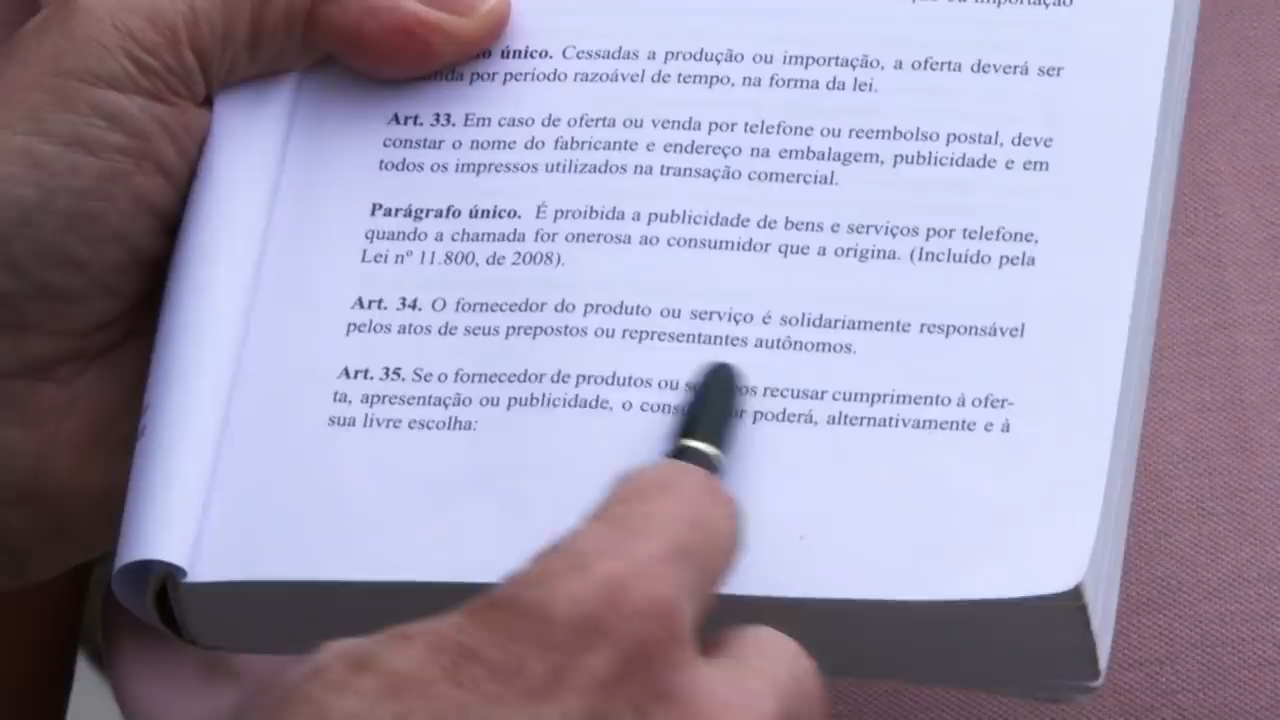 único. Cessadas a produção ou importação, a oferta deverá ser
por período razoável de tempo, na forma da lei.
Art. 33. Em caso de oferta ou venda por telefone ou reembolso postal, deve
constar o nome do fabricante e endereço na embalagem, publicidade e em
todos os impressos utilizados na transação comercial.
Parágrafo único. É proibida a publicidade de bens e serviços por telefone,
quando a chamada for onerosa ao consumidor que a origina. (Incluído pela
Lei nº 11.800, de 2008).
Art. 34. O fornecedor do produto ou serviço é solidariamente responsável
pelos atos de seus prepostos ou representantes autônomos.
Art. 35. Se o fornecedor de produtos ou recusar cumprimento à ofer-
ta, apresentação ou publicidade, o poderá, alternativamente e à
sua livre escolha: